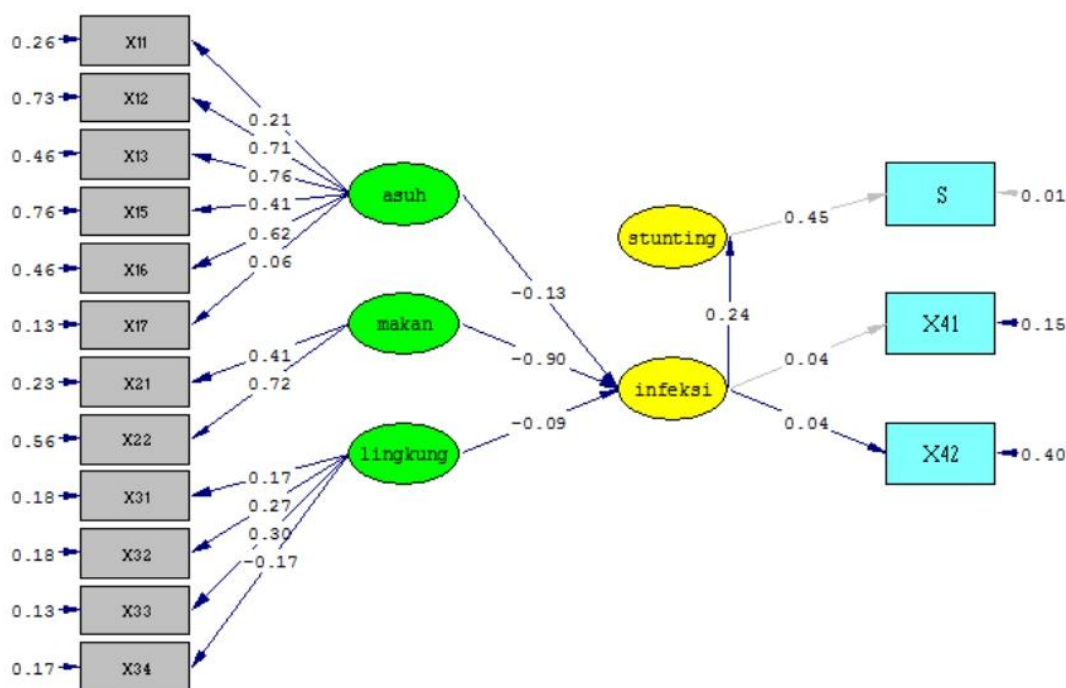 0.26
X11
0.73
X12
0.46
X13
0.76
X15
0.46
X16
0.13
X17
0.23
X21
0.56
X22
0.18
X31
0.18
X32
0.13
X33
0.17
X34
0.21
0.71
0.76
0.41
0.62
0.06
0.41
0.72
0.17
0.27
0.30
-0.17
asuh
makan
lingkung
-0.13
-0.90
-0.09
stunting
0.24
infeksi
0.45
0.04
0.04
S
0.01
X41
0.15
X42
0.40